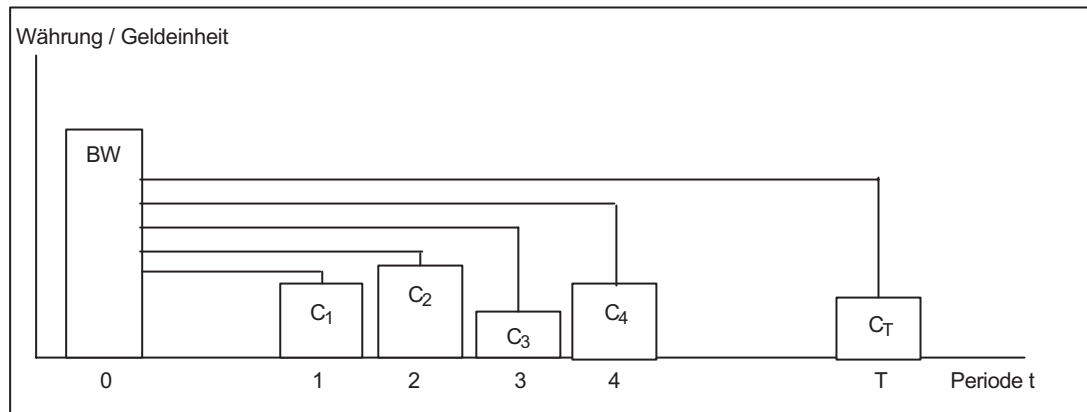 Währung / Geldeinheit
BW
C1
C2
C3
C4
CT
0 1 2 3 4 T Periode t